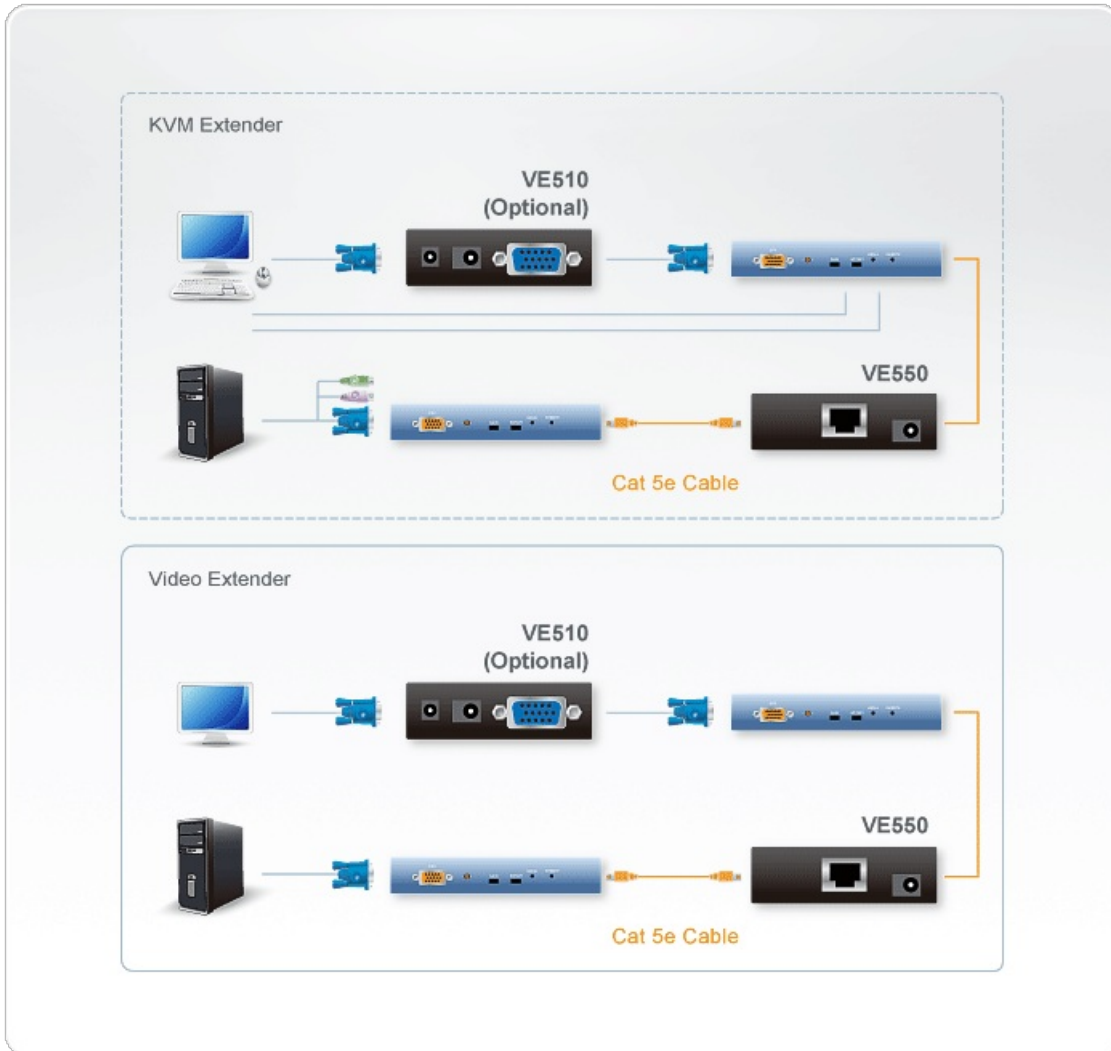 KVM Extender
VE510
(Optional)
VE550
Cat 5e Cable
Video Extender
VE510
(Optional)
VE550
Cat 5e Cable